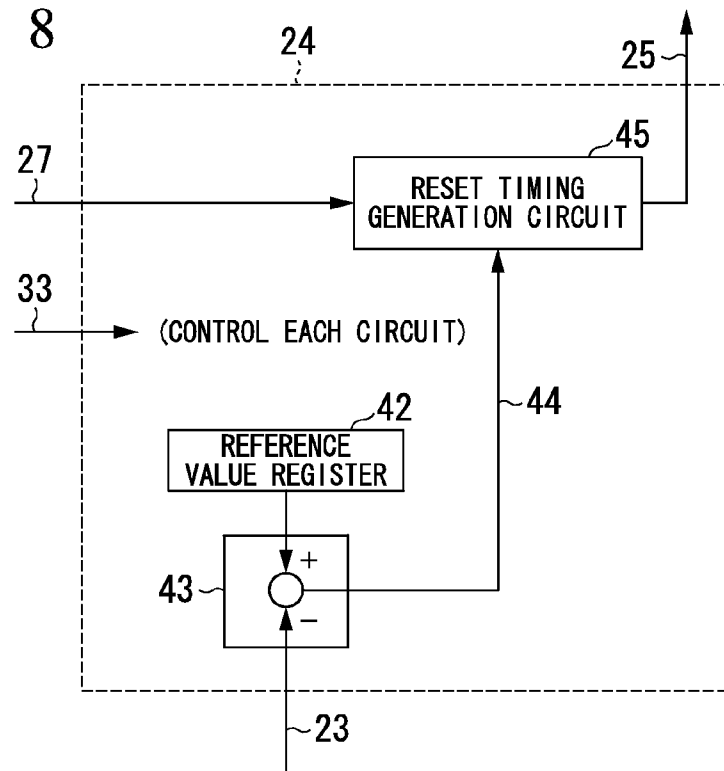 8
24
25
27
45
RESET TIMING
GENERATION CIRCUIT
33
(CONTROL EACH CIRCUIT)
42
44
REFERENCE
VALUE REGISTER
43
+
−
23